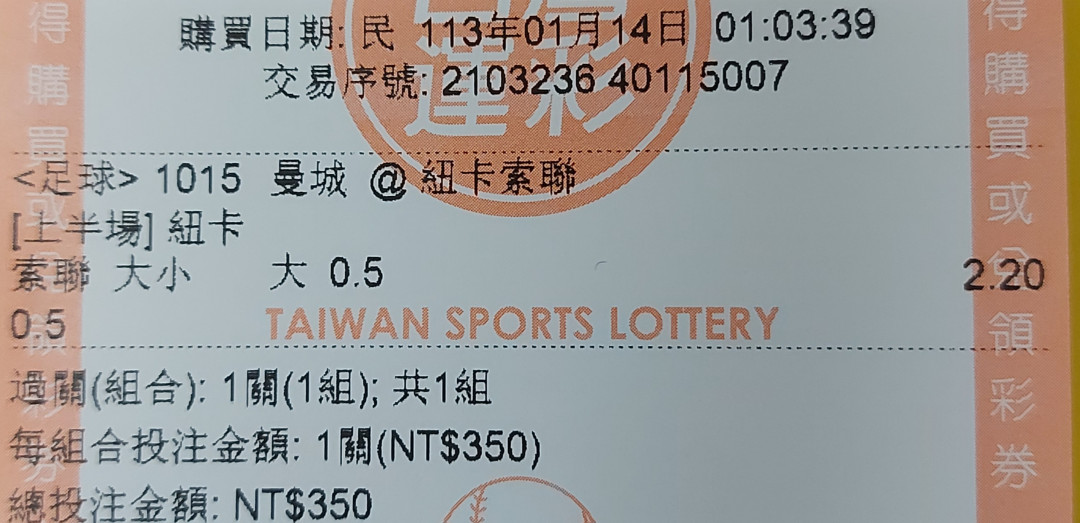 購買日期: 民 113年01月14日 01:03:39
交易序號: 2103236 40115007
<足球> 1015 曼城 @ 紐卡索聯
[上半場] 紐卡
索聯 大小 大 0.5 2.20
0.5
TAIWAN SPORTS LOTTERY
過關(組合): 1關(1組); 共1組
每組合投注金額: 1關(NT$350)
總投注金額: NT$350
運彩
得購買或
得購買或兌領彩券